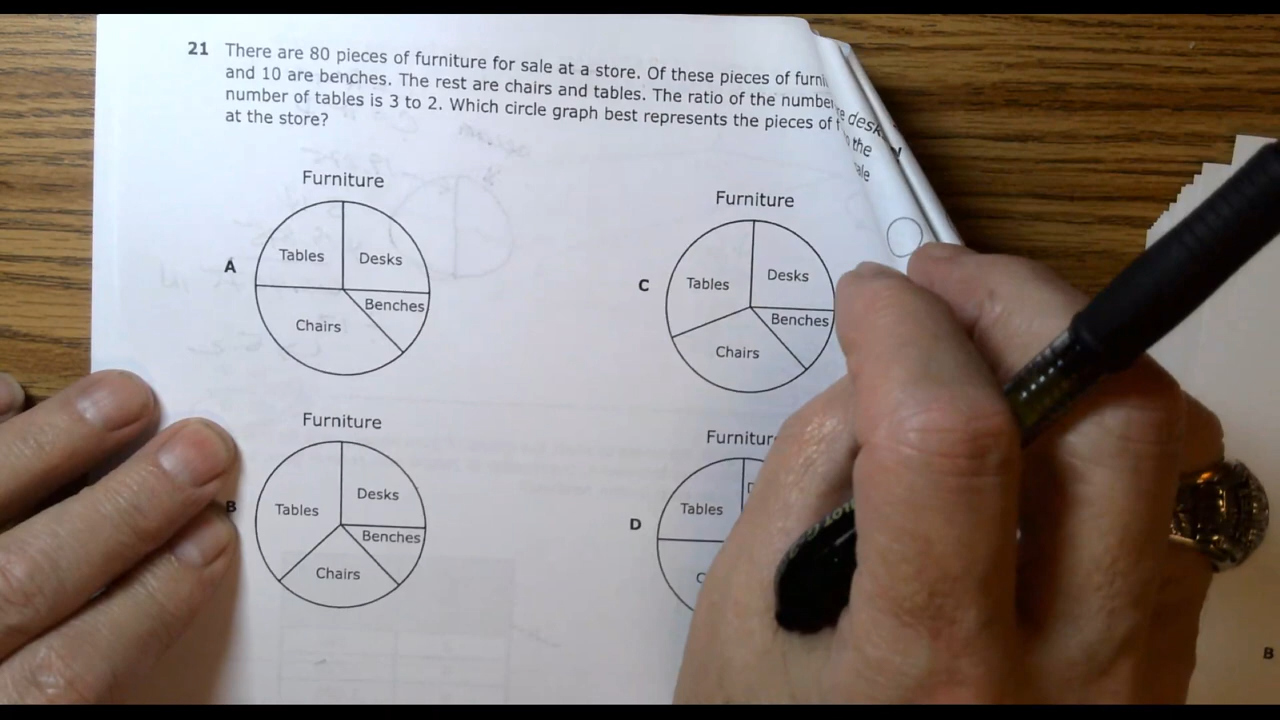 21 There are 80 pieces of furniture for sale at a store. Of these pieces of
and 10 are benches. The rest are chairs and tables. The ratio of the number
number of tables is 3 to 2. Which circle graph best represents the pieces of
at the store?
the
Furniture
A
Tables
Desks
Benches
Chairs
Furniture
C
Tables
Desks
Benches
Chairs
Furniture
B
Tables
Desks
Benches
Chairs
D
Tables
B